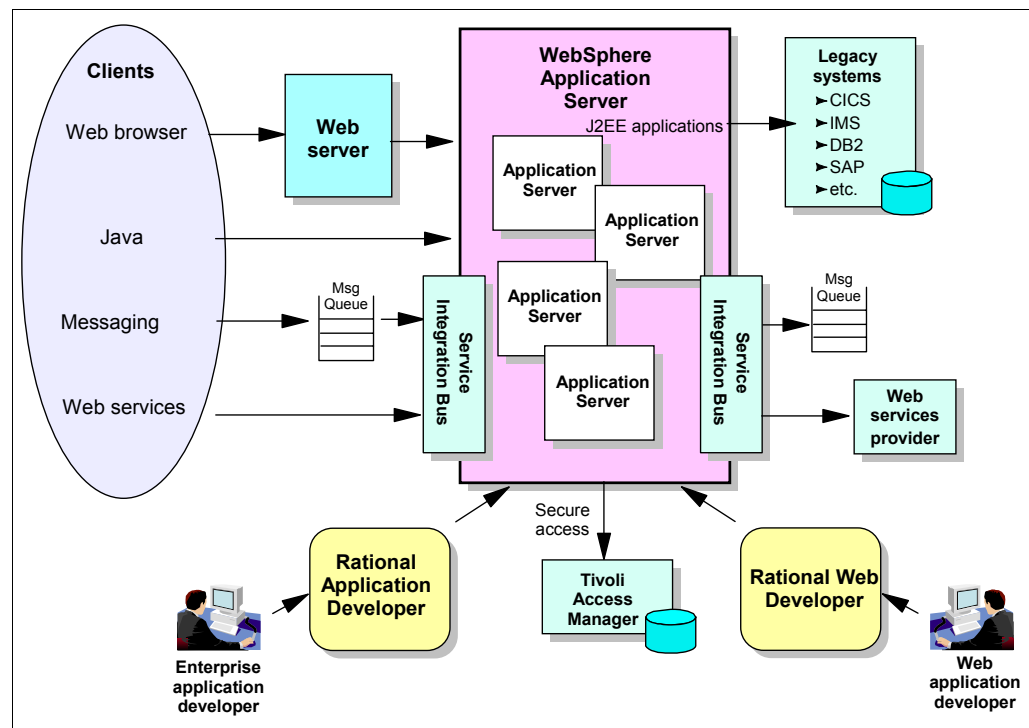 Clients
Web browser
Java
Messaging
Web services
Web
server
Msg
Queue
Service
Integration Bus
WebSphere
Application
Server
J2EE applications
Application
Server
Application
Server
Application
Server
Application
Server
Legacy
systems
➤CICS
➤IMS
➤DB2
➤SAP
➤etc.
Service
Integration Bus
Msg
Queue
Web
services
provider
Secure
access
Rational
Application
Developer
Tivoli
Access
Manager
Rational Web
Developer
Enterprise
application
developer
Web
application
developer